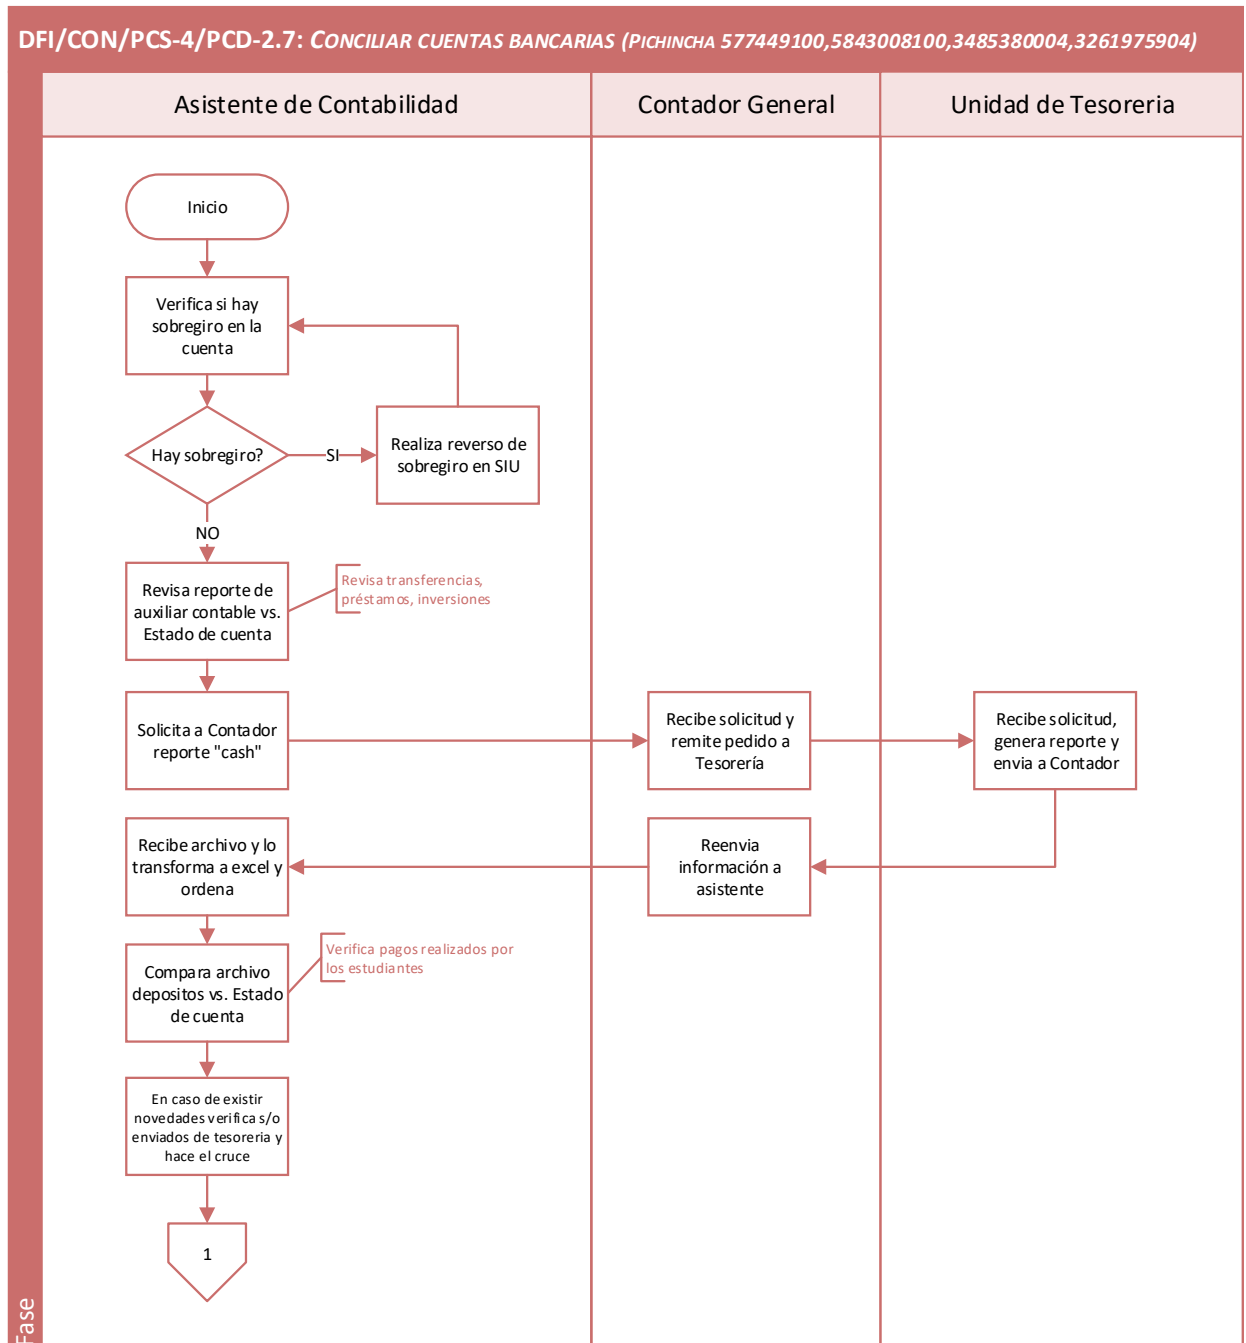 DFI/CON/PCS-4/PCD-2.7: CONCILIAR CUENTAS BANCARIAS (PICHINCHA 577449100,5843008100,3485380004,3261975904)
Asistente de Contabilidad
Contador General
Unidad de Tesoreria
Inicio
Verifica si hay
sobregiro en la
cuenta
Hay sobregiro?
SI
Realiza reverso de
sobregiro en SIU
NO
Revisa reporte de
auxiliar contable vs.
Estado de cuenta
Revisa transferencias,
préstamos, inversiones
Solicita a Contador
reporte "cash"
Recibe solicitud y
remite pedido a
Tesorería
Recibe solicitud,
genera reporte y
envia a Contador
Recibe archivo y lo
transforma a excel y
ordena
Reenvia
información a
asistente
Compara archivo
depositos vs. Estado
de cuenta
Verifica pagos realizados por
los estudiantes
En caso de existir
novedades verifica s/o
enviados de tesoreria y
hace el cruce
1
Fase